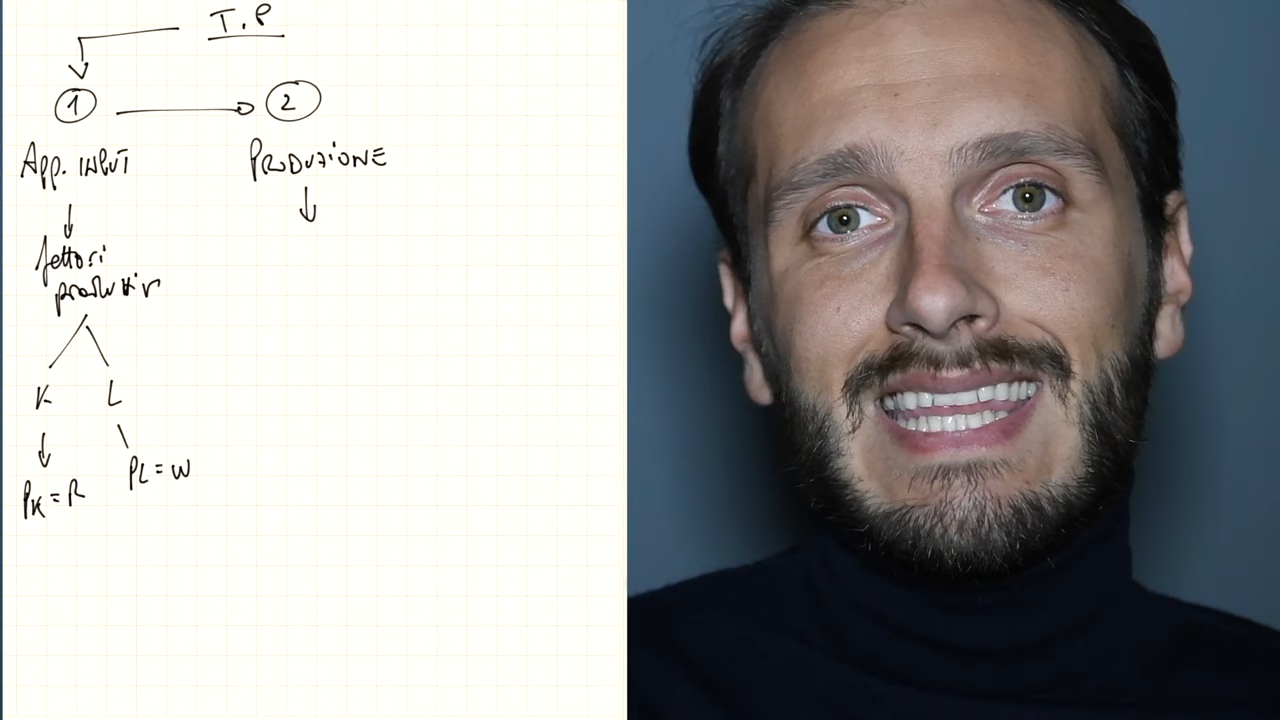 T.P
1
2
App. INPUT
PRODUZIONE
fattori
produttivi
K L
PL = W
PK = R